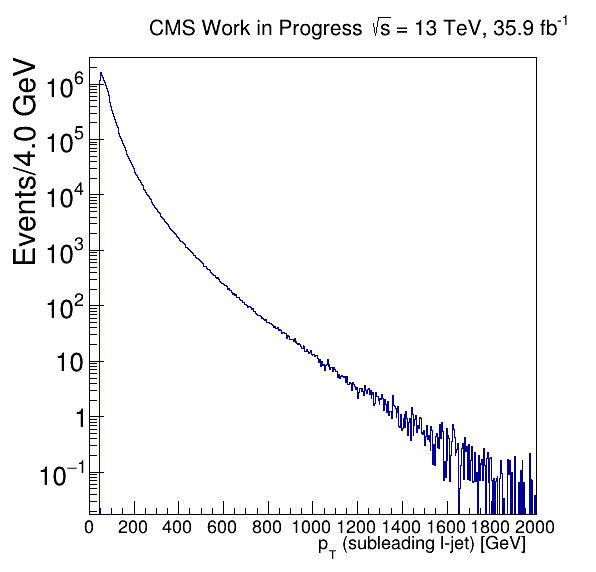 CMS Work in Progress √s = 13 TeV, 35.9 fb⁻¹
Events/4.0 GeV
10⁶
10⁵
10⁴
10³
10²
10
1
10⁻¹
0 200 400 600 800 1000 1200 1400 1600 1800 2000
p_T (subleading l-jet) [GeV]